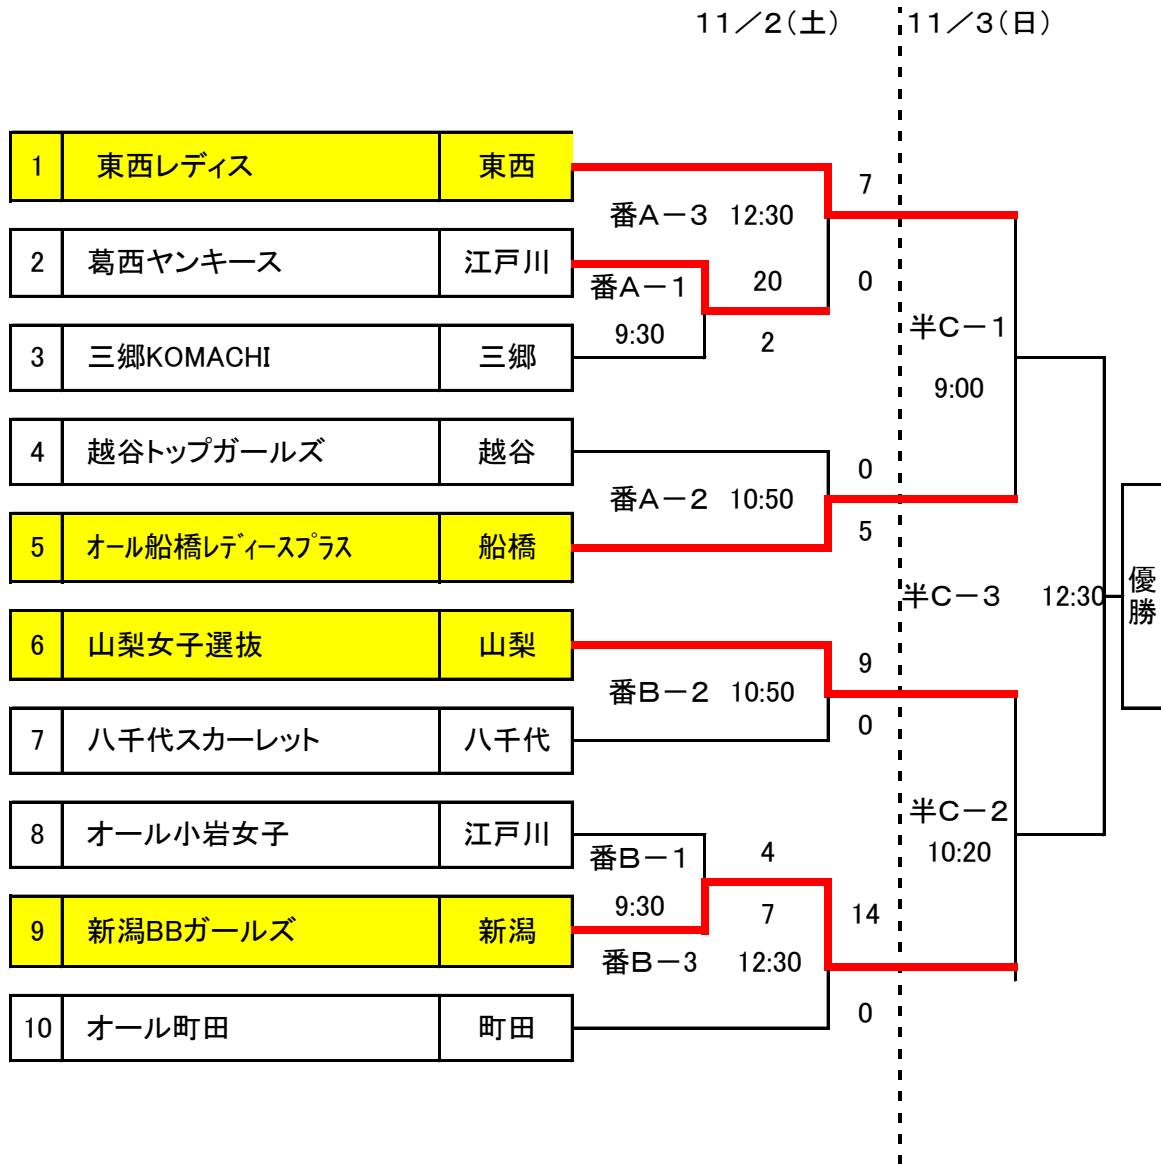 11／2(土) 11／3(日)
1 東西レディス 東西
7
番A－3 12:30
2 葛西ヤンキース 江戸川
番A－1 20 0
9:30 2
半C－1
3 三郷KOMACHI 三郷
9:00
4 越谷トップガールズ 越谷
0
番A－2 10:50
5 オール船橋レディースプラス 船橋
5
半C－3 12:30
優勝
6 山梨女子選抜 山梨
9
番B－2 10:50
7 八千代スカーレット 八千代
0
半C－2
8 オール小岩女子 江戸川
番B－1 4 10:20
9:30 7 14
9 新潟BBガールズ 新潟
番B－3 12:30
10 オール町田 町田
0